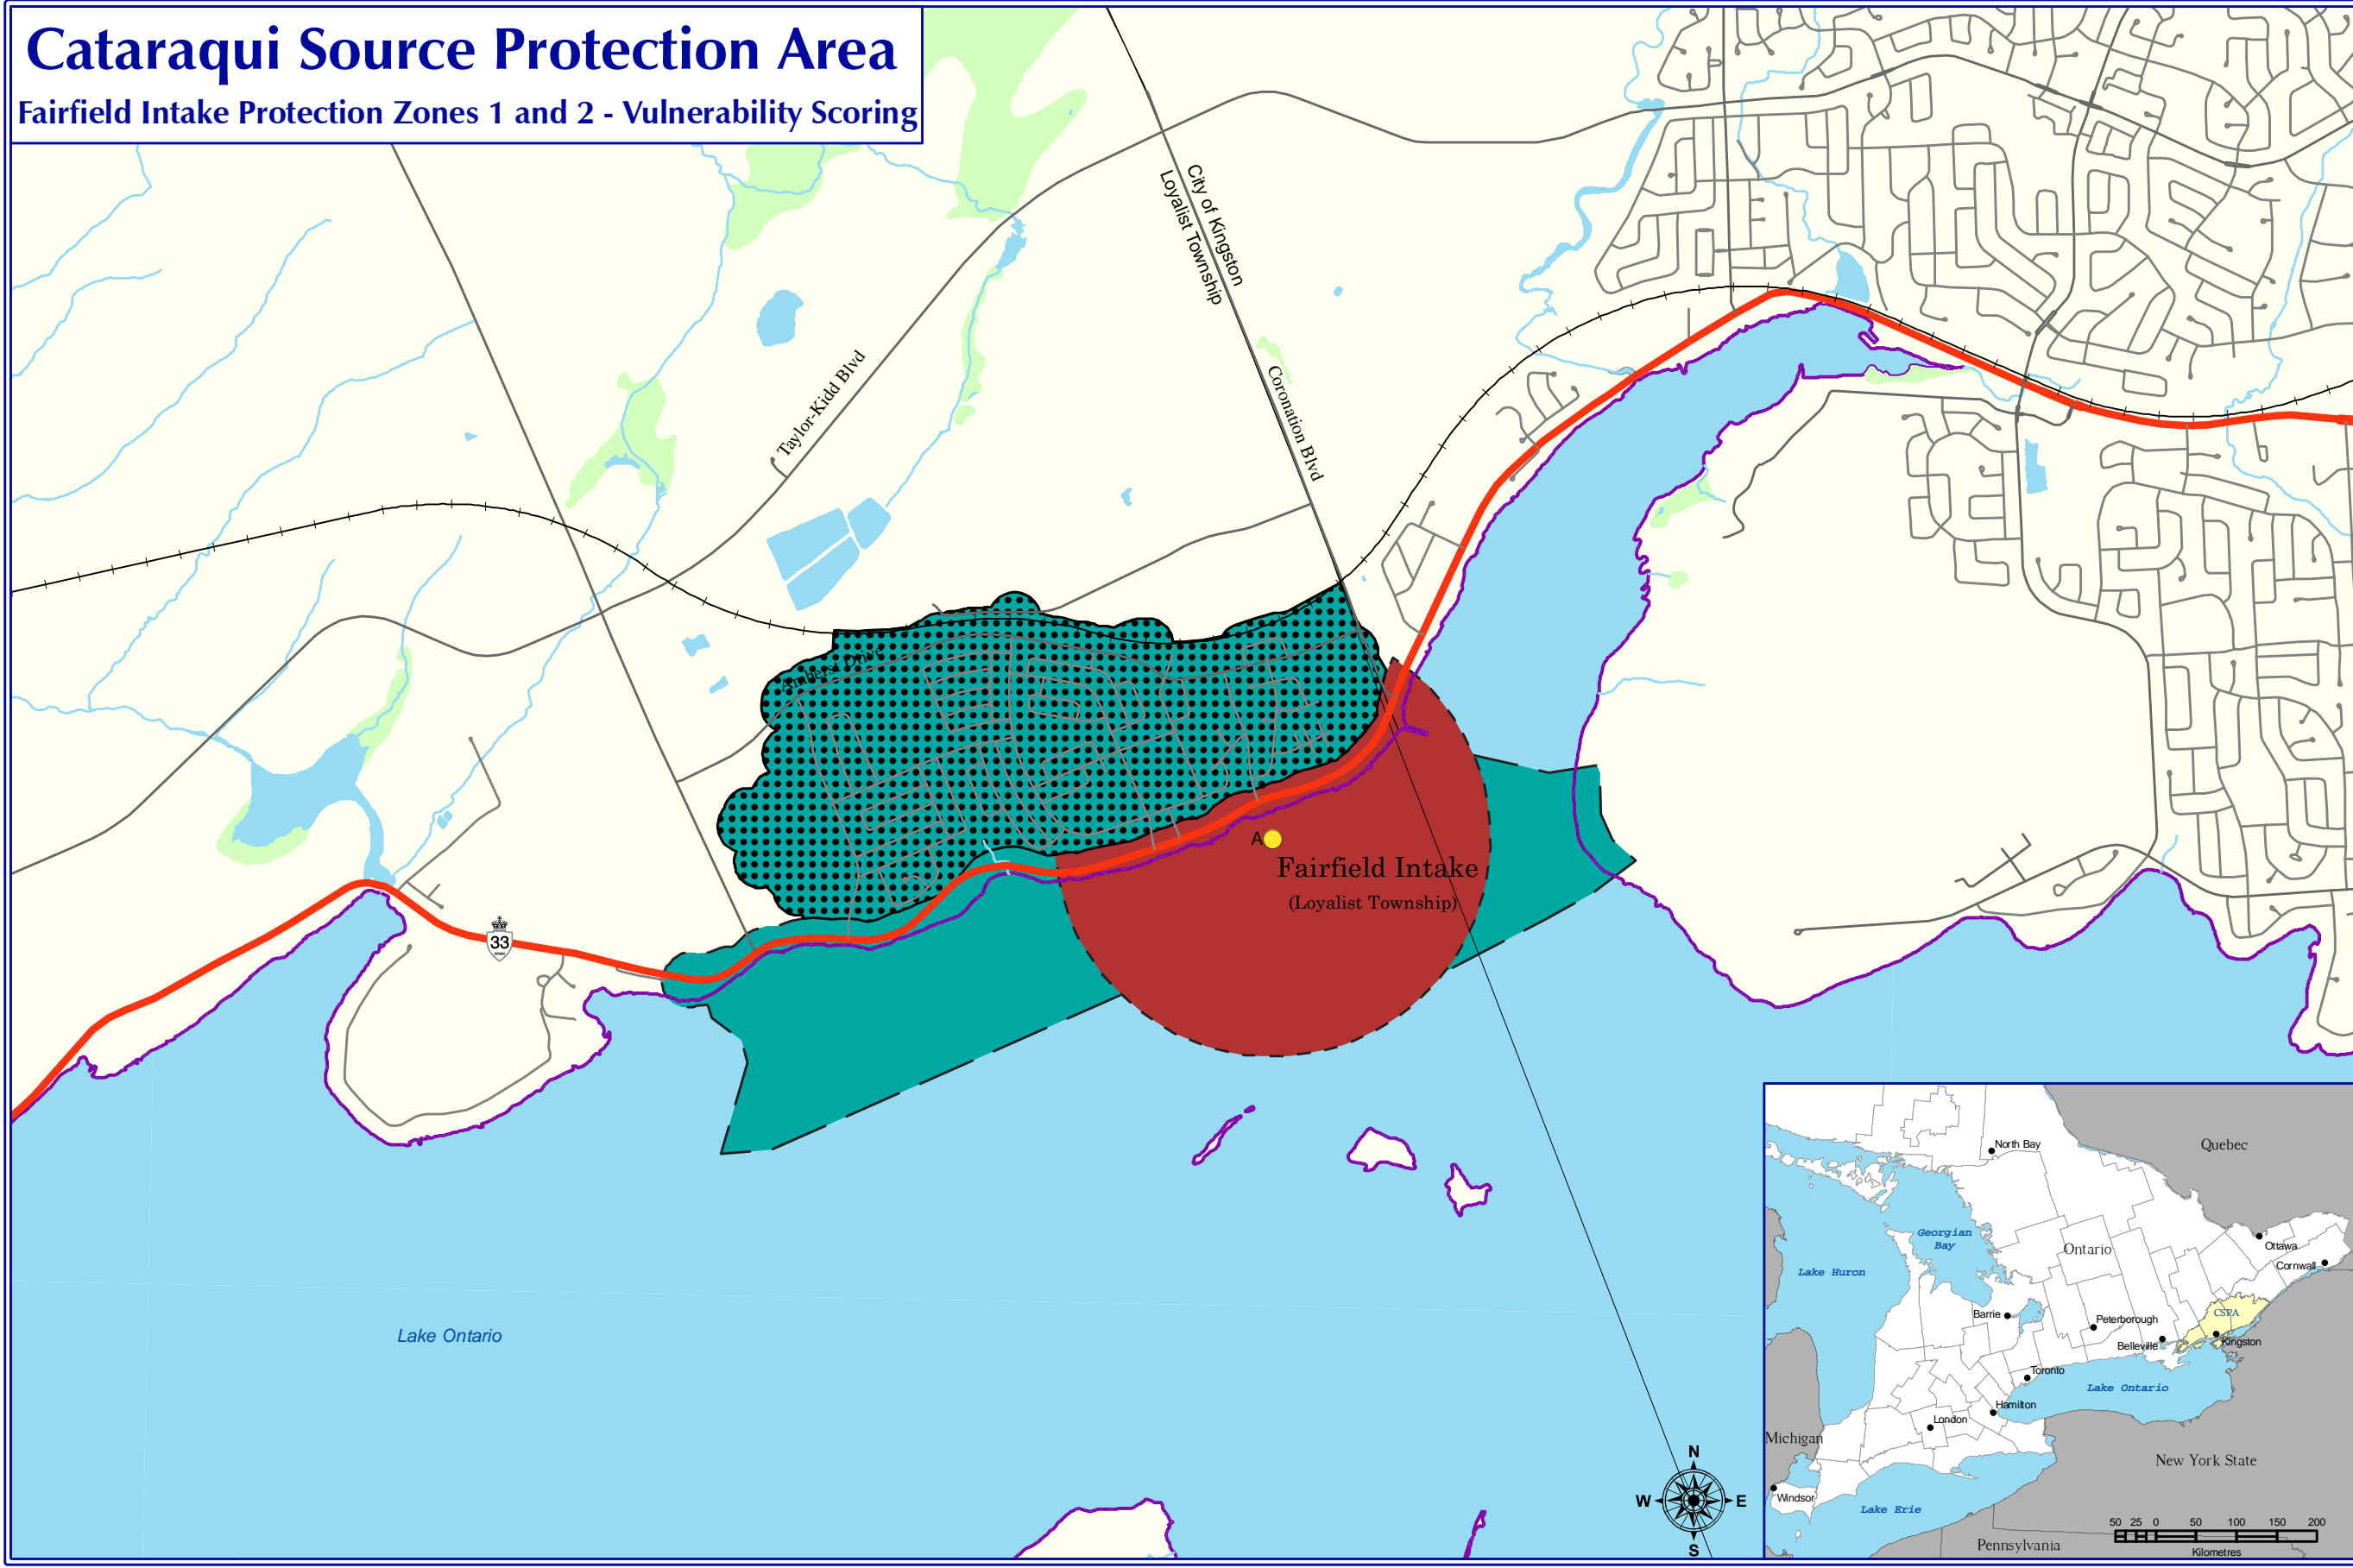 Cataraqui Source Protection Area
Fairfield Intake Protection Zones 1 and 2 - Vulnerability Scoring
City of Kingston
Loyalist Township
Taylor-Kidd Blvd
Coronation Blvd
Amherst Drive
A
Fairfield Intake
(Loyalist Township)
33
Lake Ontario
N
W
E
S
North Bay
Quebec
Georgian
Bay
Ontario
Ottawa
Lake Huron
Cornwall
CSPA
Barrie
Peterborough
Belleville
Kingston
Toronto
Lake Ontario
Hamilton
London
Michigan
New York State
Windsor
Lake Erie
50 25 0 50 100 150 200
Kilometres
Pennsylvania